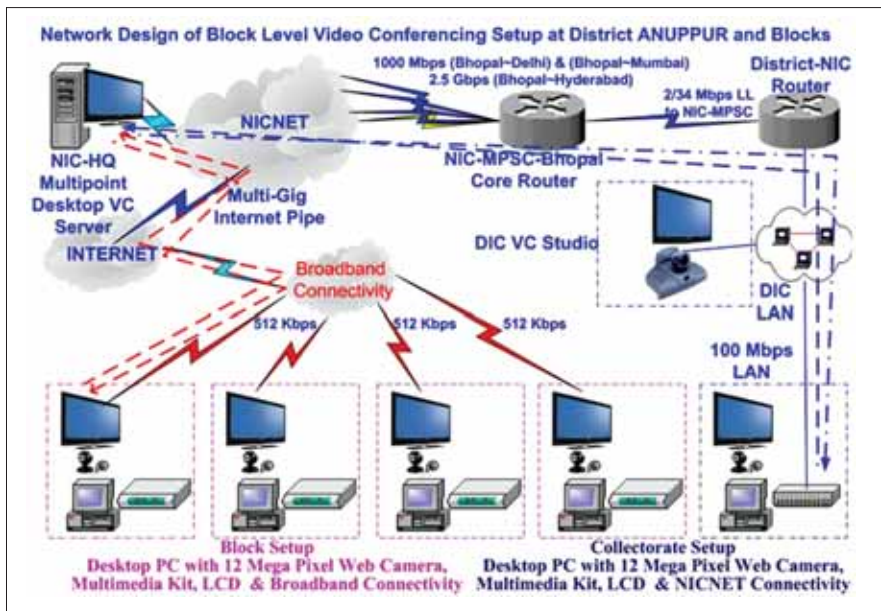 Network Design of Block Level Video Conferencing Setup at District ANUPPUR and Blocks
1000 Mbps (Bhopal~Delhi) & (Bhopal~Mumbai)
2.5 Gbps (Bhopal~Hyderabad)
District-NIC
Router
2/34 Mbps LL
to NIC-MPSC
NICNET
NIC-HQ
Multipoint
Desktop VC
Server
NIC-MPSC-Bhopal
Core Router
Multi-Gig
Internet Pipe
DIC VC Studio
INTERNET
Broadband
Connectivity
DIC
LAN
512 Kbps
512 Kbps
512 Kbps
100 Mbps
LAN
Block Setup
Desktop PC with 12 Mega Pixel Web Camera,
Multimedia Kit, LCD & Broadband Connectivity
Collectorate Setup
Desktop PC with 12 Mega Pixel Web Camera,
Multimedia Kit, LCD & NICNET Connectivity